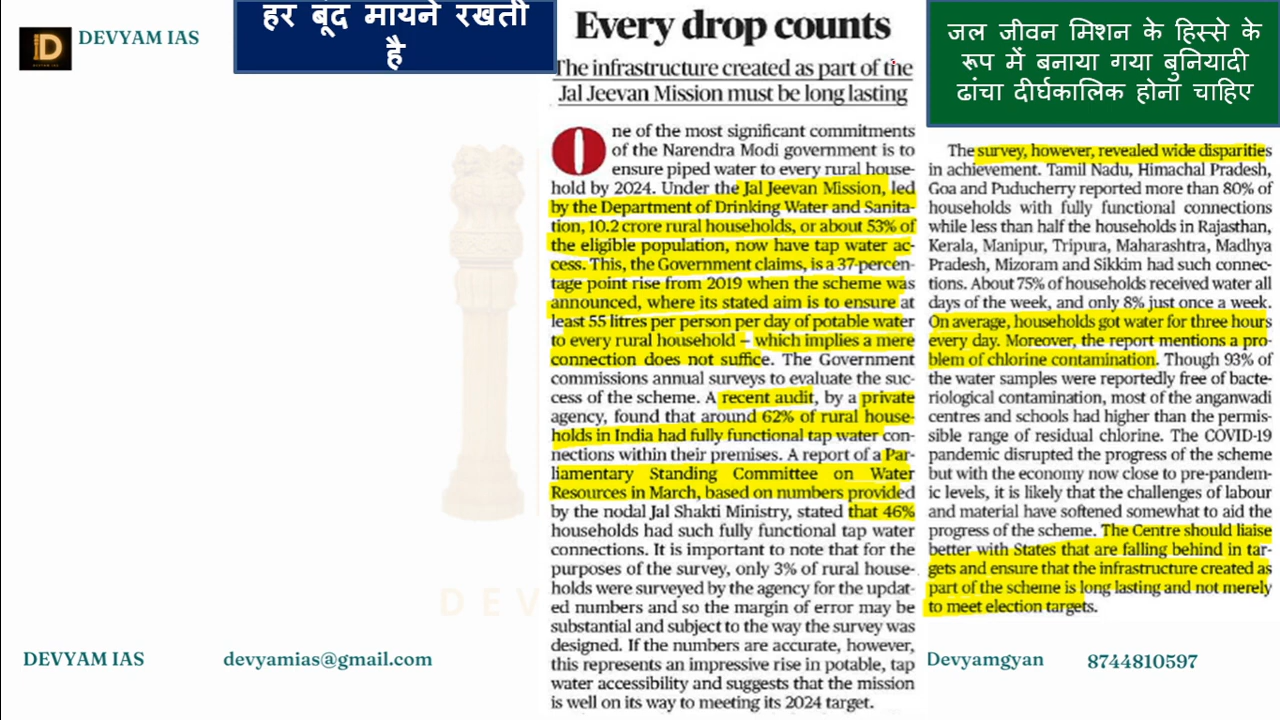 DEVYAM IAS
हर बूंद मायने रखती
है
Every drop counts
The infrastructure created as part of the
Jal Jeevan Mission must be long lasting
जल जीवन मिशन के हिस्से के
रूप में बनाया गया बुनियादी
ढांचा दीर्घकालिक होना चाहिए
One of the most significant commitments
of the Narendra Modi government is to
ensure piped water to every rural house-
hold by 2024. Under the Jal Jeevan Mission, led
by the Department of Drinking Water and Sanita-
tion, 10.2 crore rural households, or about 53% of
the eligible population, now have tap water ac-
cess. This, the Government claims, is a 37-percen-
tage point rise from 2019 when the scheme was
announced, where its stated aim is to ensure at
least 55 litres per person per day of potable water
to every rural household – which implies a mere
connection does not suffice. The Government
commissions annual surveys to evaluate the suc-
cess of the scheme. A recent audit, by a private
agency, found that around 62% of rural house-
holds in India had fully functional tap water con-
nections within their premises. A report of a Par-
liamentary Standing Committee on Water
Resources in March, based on numbers provided
by the nodal Jal Shakti Ministry, stated that 46%
households had such fully functional tap water
connections. It is important to note that for the
purposes of the survey, only 3% of rural house-
holds were surveyed by the agency for the updat-
ed numbers and so the margin of error may be
substantial and subject to the way the survey was
designed. If the numbers are accurate, however,
this represents an impressive rise in potable, tap
water accessibility and suggests that the mission
is well on its way to meeting its 2024 target.
The survey, however, revealed wide disparities
in achievement. Tamil Nadu, Himachal Pradesh,
Goa and Puducherry reported more than 80% of
households with fully functional connections
while less than half the households in Rajasthan,
Kerala, Manipur, Tripura, Maharashtra, Madhya
Pradesh, Mizoram and Sikkim had such connec-
tions. About 75% of households received water all
days of the week, and only 8% just once a week.
On average, households got water for three hours
every day. Moreover, the report mentions a pro-
blem of chlorine contamination. Though 93% of
the water samples were reportedly free of bacte-
riological contamination, most of the anganwadi
centres and schools had higher than the permis-
sible range of residual chlorine. The COVID-19
pandemic disrupted the progress of the scheme
but with the economy now close to pre-pandem-
ic levels, it is likely that the challenges of labour
and material have softened somewhat to aid the
progress of the scheme. The Centre should liaise
better with States that are falling behind in tar-
gets and ensure that the infrastructure created as
part of the scheme is long lasting and not merely
to meet election targets.
DEVYAM IAS
devyamias@gmail.com
Devyamgyan
8744810597